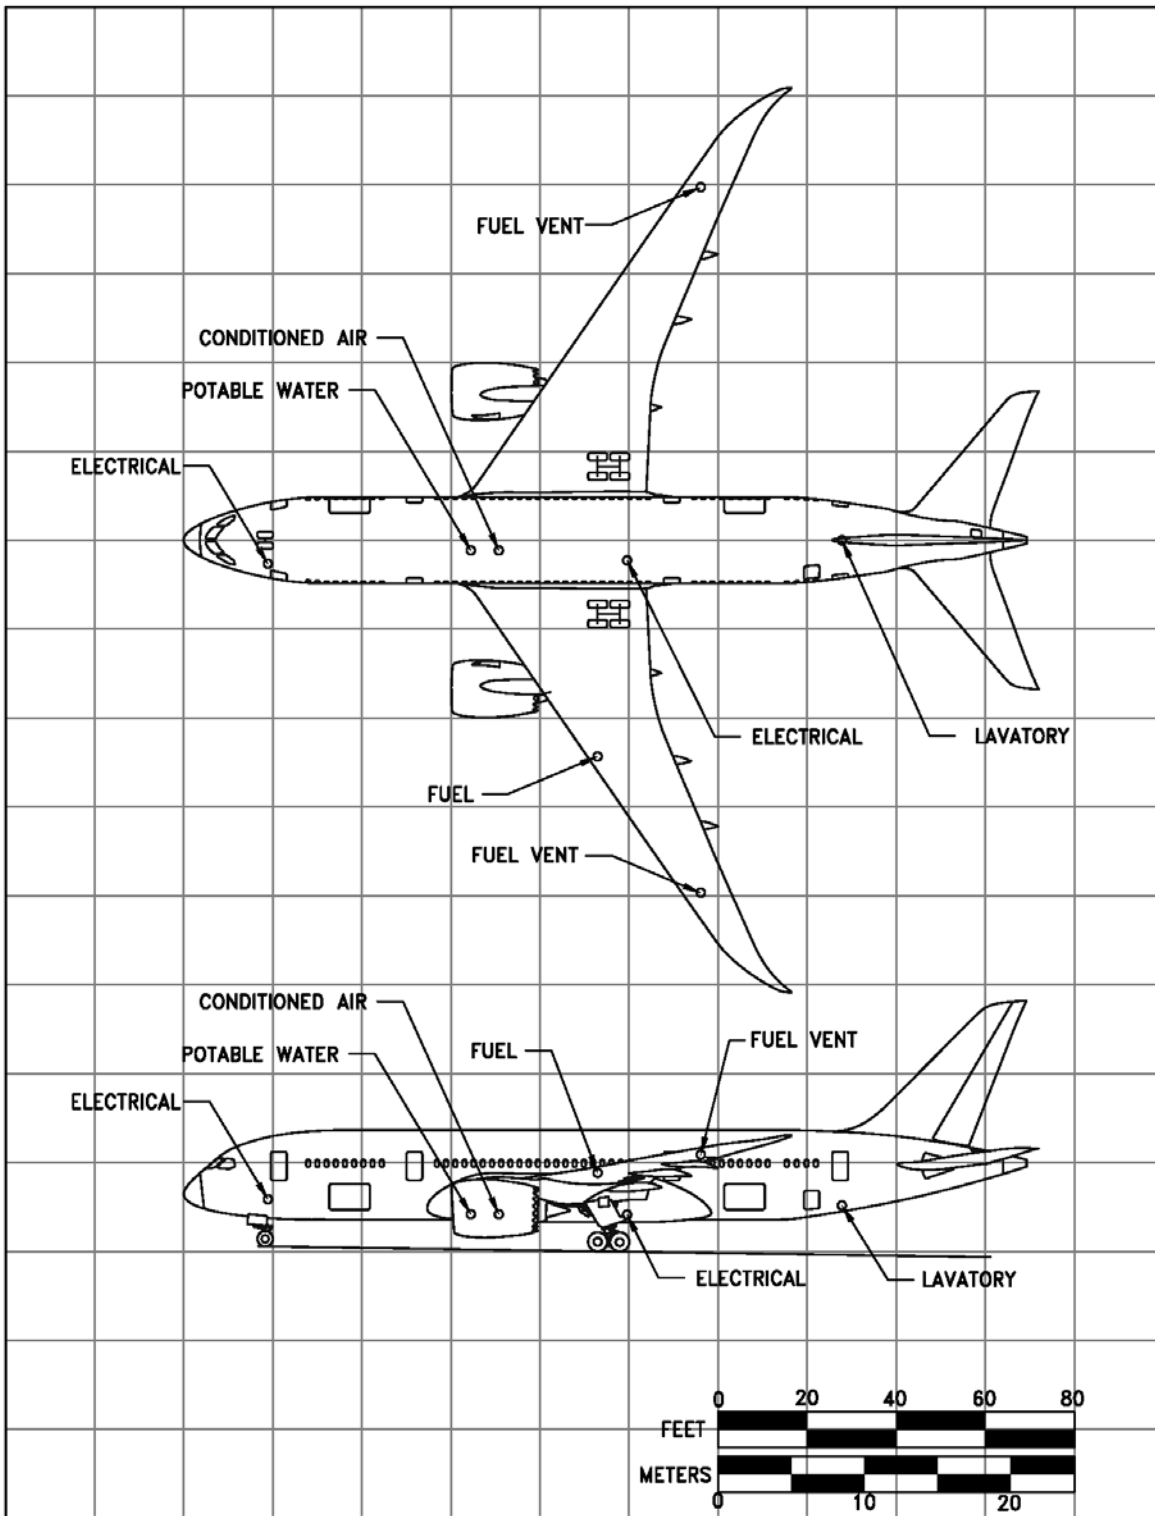 FUEL VENT
CONDITIONED AIR
POTABLE WATER
ELECTRICAL
ELECTRICAL
LAVATORY
FUEL
FUEL VENT
CONDITIONED AIR
POTABLE WATER
FUEL
FUEL VENT
ELECTRICAL
ELECTRICAL
LAVATORY
0 20 40 60 80
FEET
METERS
0 10 20